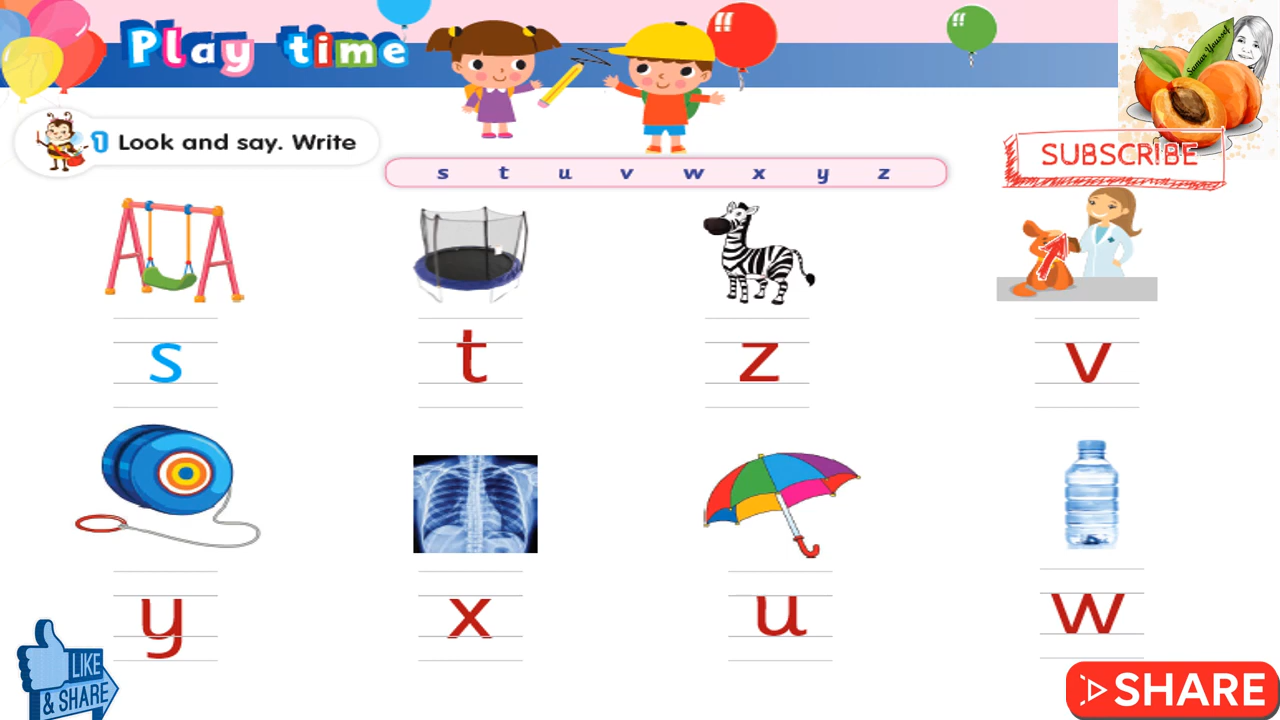 Play time
Samar Youssef
1 Look and say. Write
SUBSCRIBE
s t u v w x y z
s t z v
y x u w
LIKE
& SHARE
SHARE